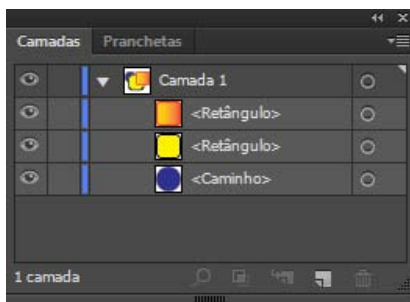 Camadas Pranchetas
Camada 1
<Retângulo>
<Retângulo>
<Caminho>
1 camada